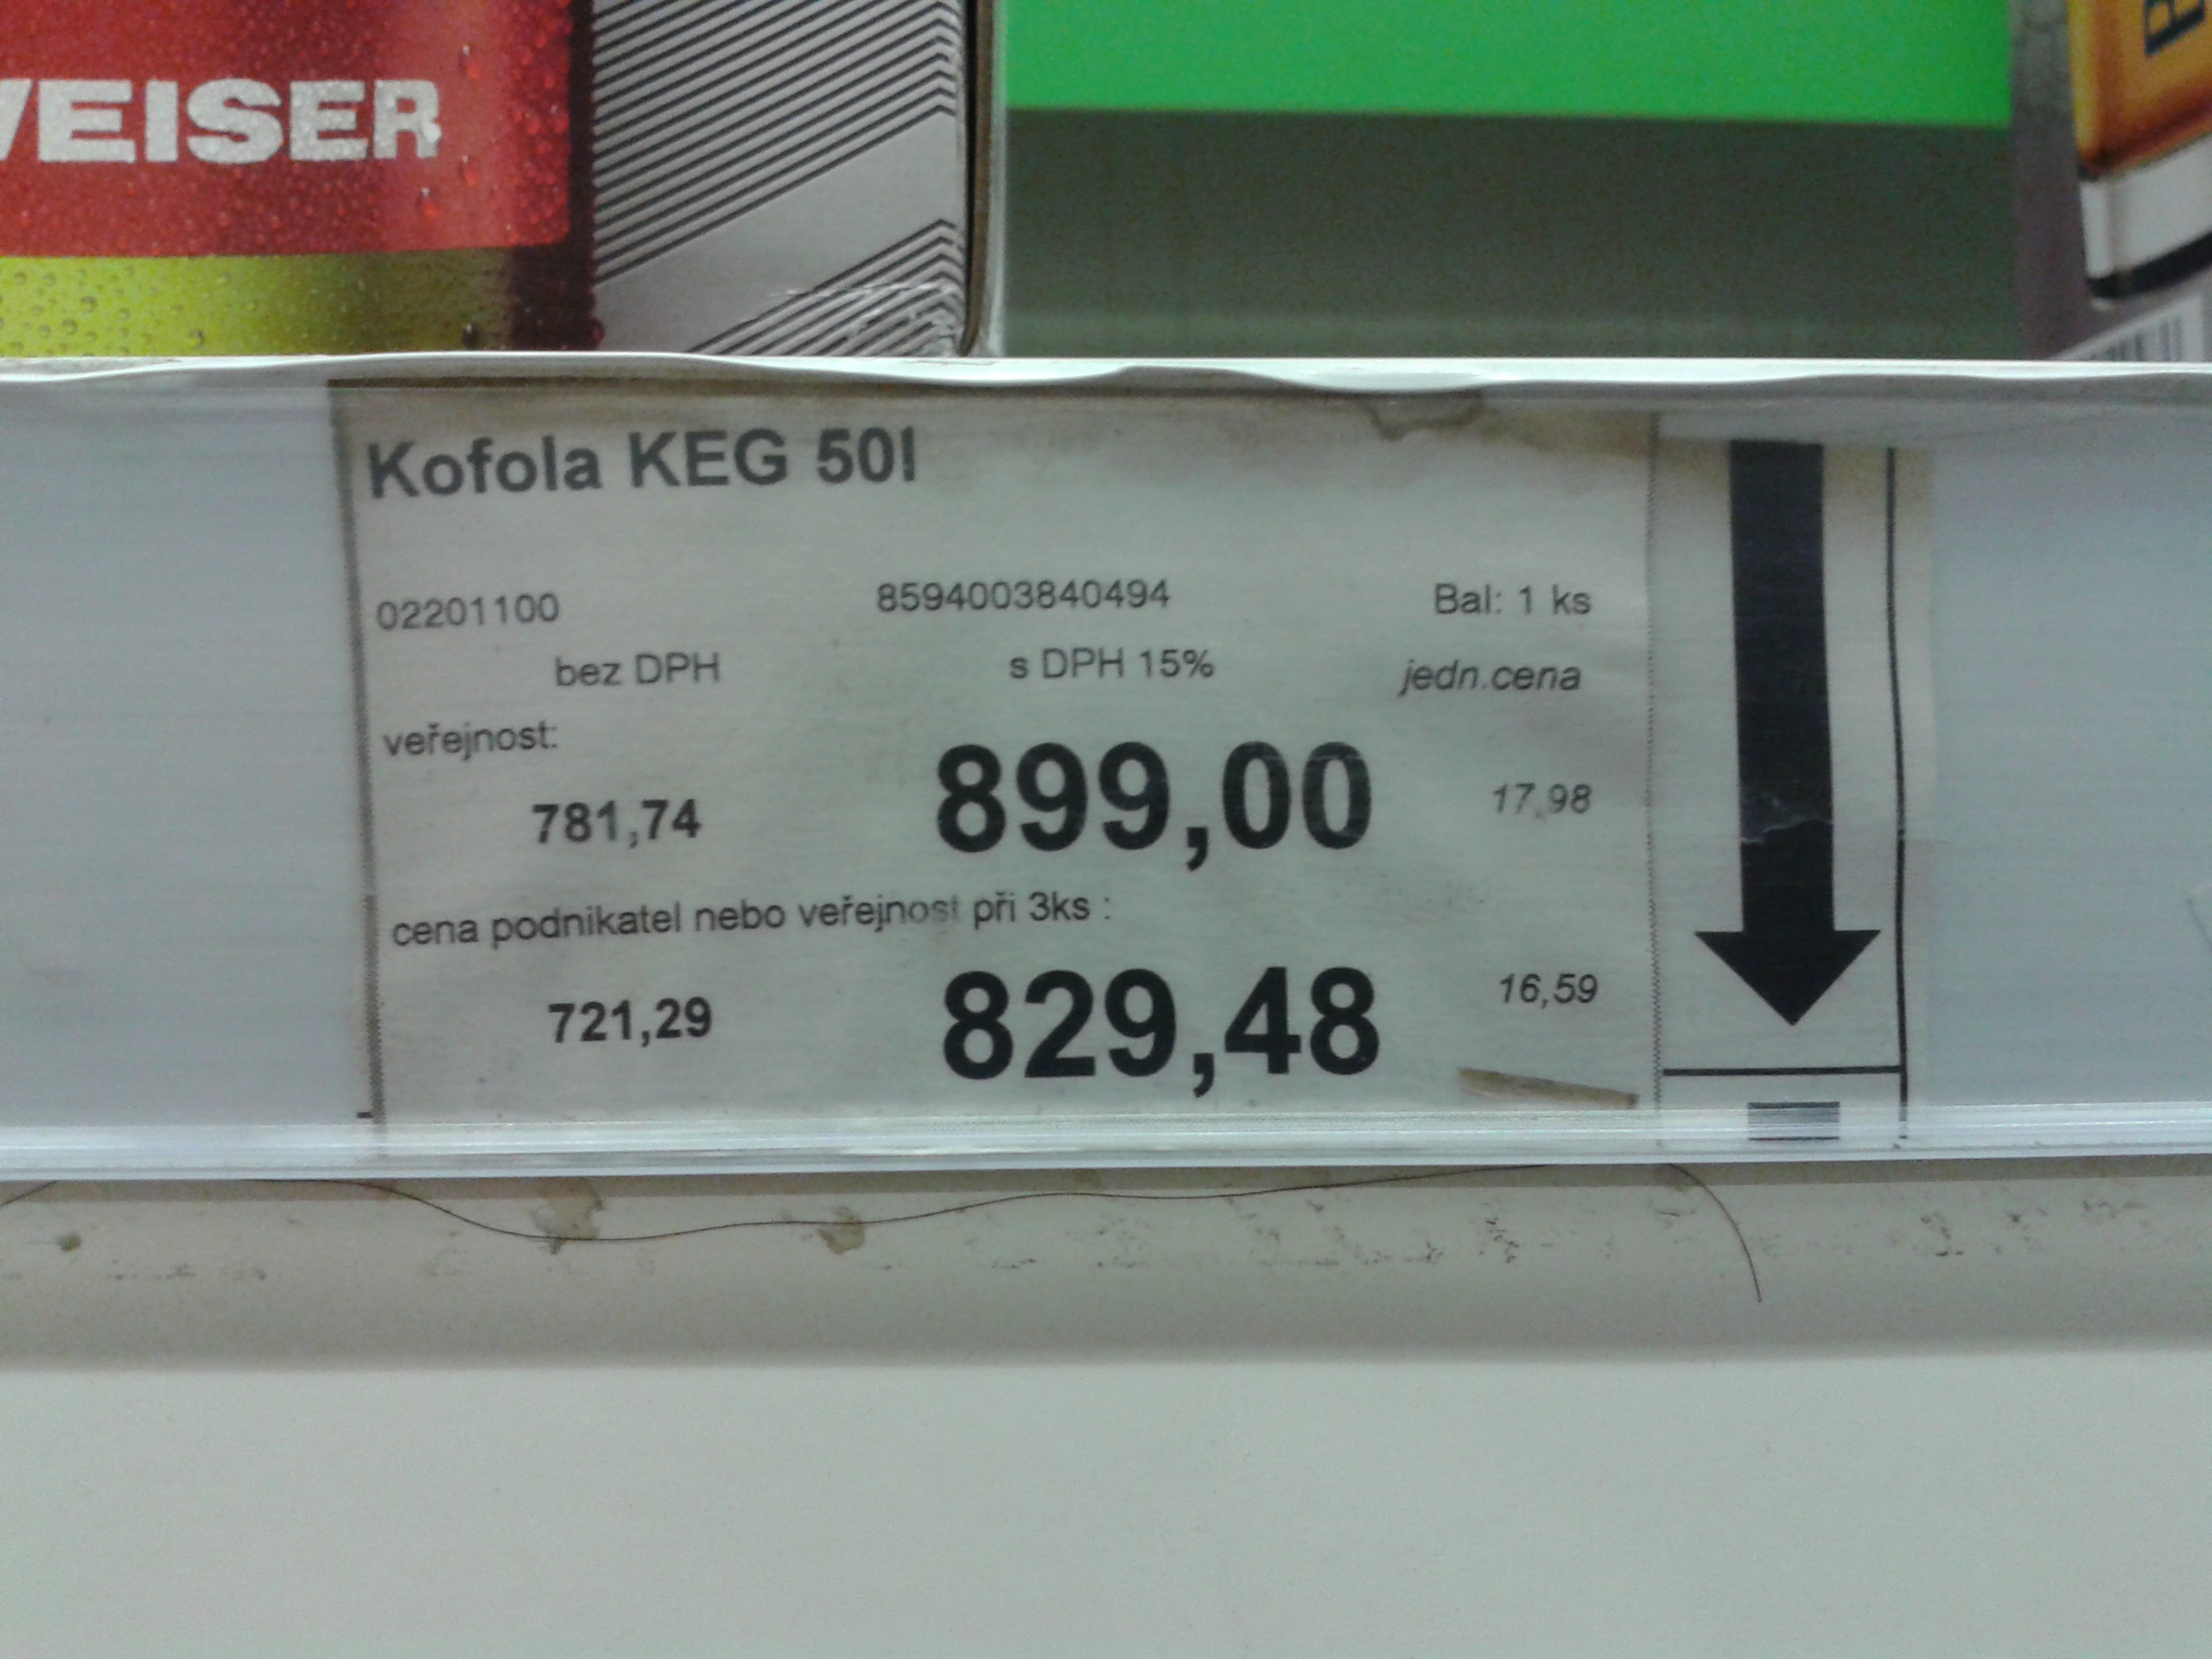 WEISER
Kofola KEG 50l
02201100 8594003840494 Bal: 1 ks
bez DPH s DPH 15% jedn.cena
veřejnost:
781,74 899,00 17,98
cena podnikatel nebo veřejnost při 3ks :
721,29 829,48 16,59